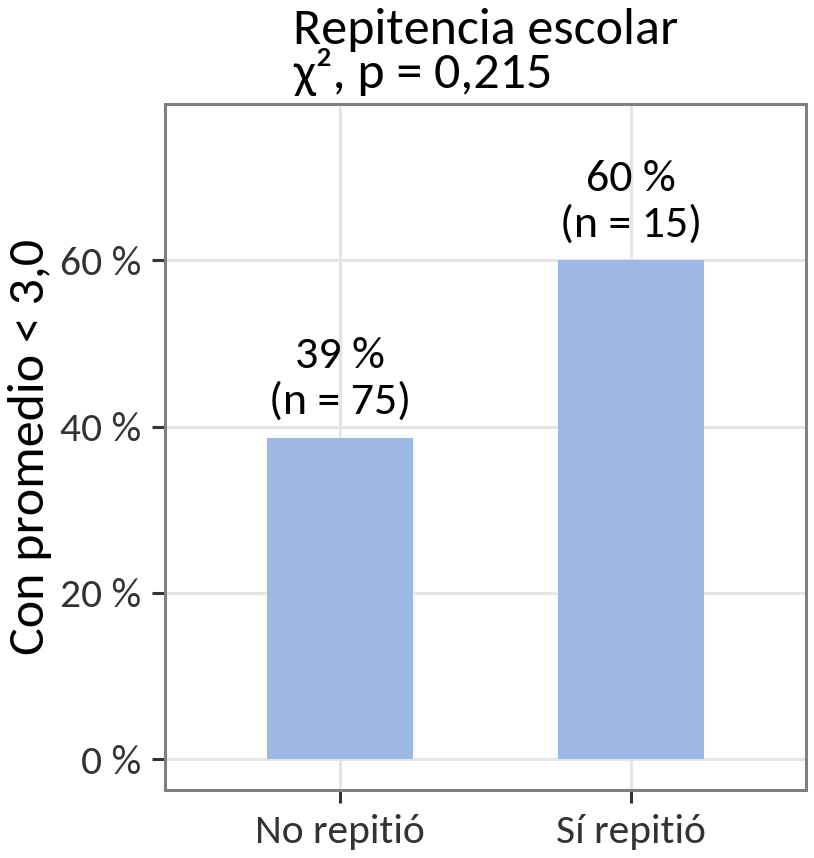 Repitencia escolar
χ², p = 0,215
Con promedio < 3,0
60 %
40 %
20 %
0 %
39 %
(n = 75)
60 %
(n = 15)
No repitió
Sí repitió